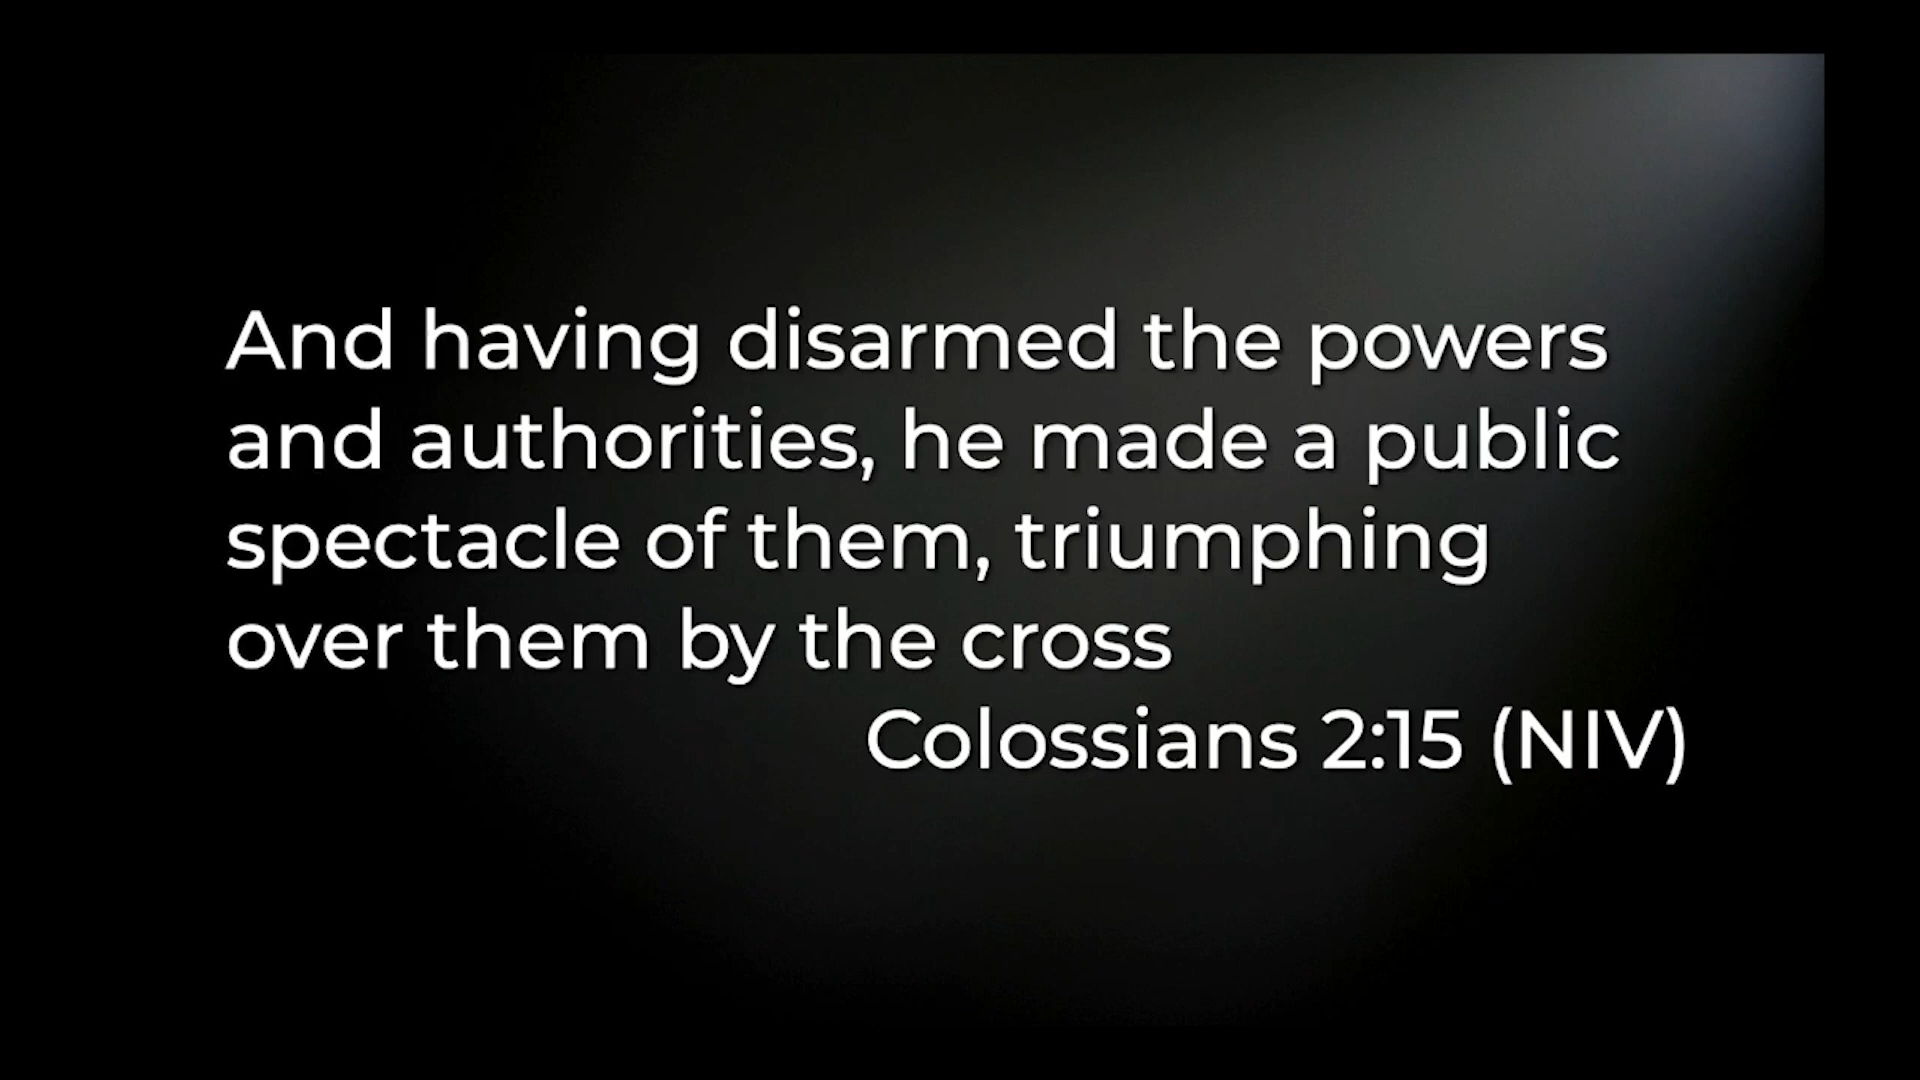 And having disarmed the powers
and authorities, he made a public
spectacle of them, triumphing
over them by the cross
Colossians 2:15 (NIV)